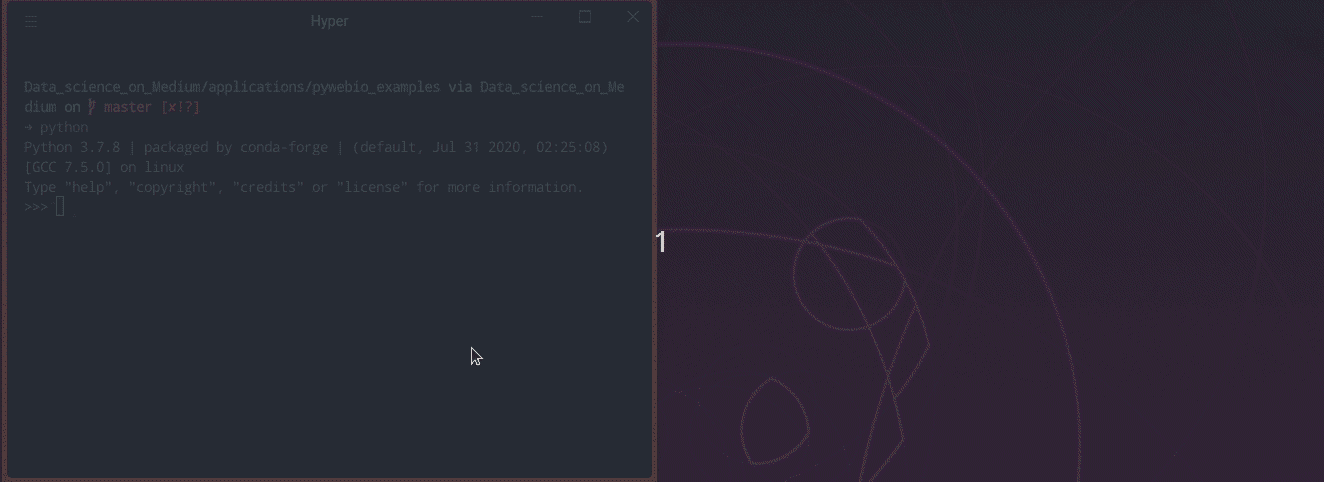 Hyper
Data_science_on_Medium/applications/pywebio_examples via Data_science_on_Me
dium on master [✘!?]
➜ python
Python 3.7.8 | packaged by conda-forge | (default, Jul 31 2020, 02:25:08)
[GCC 7.5.0] on linux
Type "help", "copyright", "credits" or "license" for more information.
>>>
1